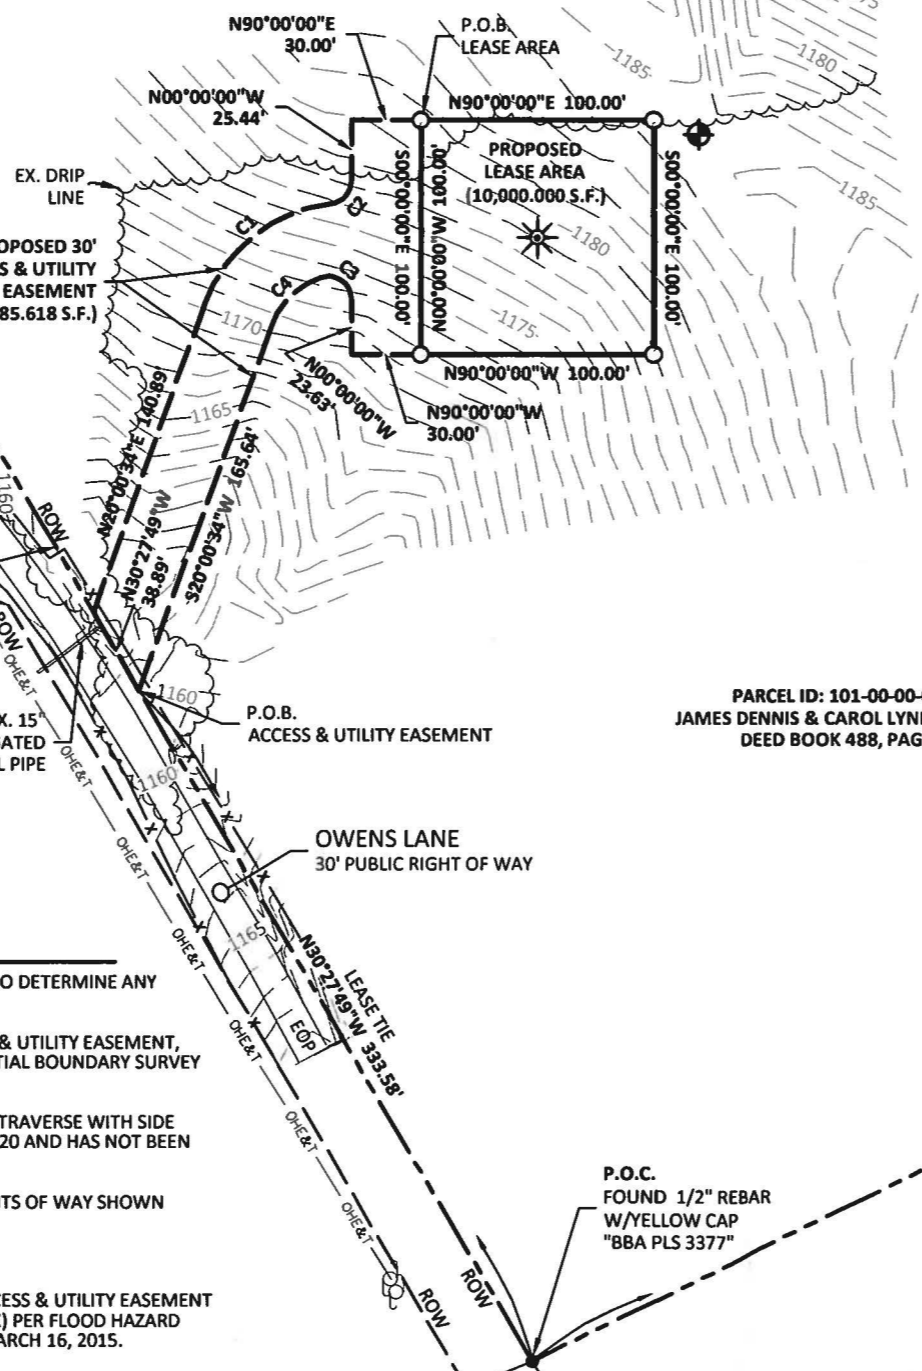 N90°00'00"E
30.00'
P.O.B.
LEASE AREA
1175
1180
1185
N00°00'00"W
25.44'
N90°00'00"E 100.00'
EX. DRIP
LINE
PROPOSED
LEASE AREA
(10,000.000 S.F.)
S00°00'00"E 100.00'
N00°00'00"W 100.00'
S00°00'00"E 100.00'
1185
C1
C2
1180
OPOSED 30'
S & UTILITY
EASEMENT
85.618 S.F.)
C4
C3
1170
1175
N00°00'00"W
23.63'
N90°00'00"W 100.00'
N90°00'00"W
30.00'
1165
N20°00'34"E 140.89'
N30°27'49"W
38.89'
S20°00'34"W 165.64'
1160
ROW
ROW
OHE&T
1160
P.O.B.
ACCESS & UTILITY EASEMENT
PARCEL ID: 101-00-00-
JAMES DENNIS & CAROL LYN
DEED BOOK 488, PAG
X. 15"
GATED
L PIPE
OHE&T
1160
OHE&T
OWENS LANE
30' PUBLIC RIGHT OF WAY
1165
OHE&T
LEASE TIE
N30°27'49"W 333.58'
O DETERMINE ANY
EOP
OHE&T
& UTILITY EASEMENT,
TIAL BOUNDARY SURVEY
TRAVERSE WITH SIDE
20 AND HAS NOT BEEN
OHE&T
P.O.C.
FOUND 1/2" REBAR
W/YELLOW CAP
"BBA PLS 3377"
TS OF WAY SHOWN
OHE&T
ROW
ROW
CESS & UTILITY EASEMENT
) PER FLOOD HAZARD
ARCH 16, 2015.